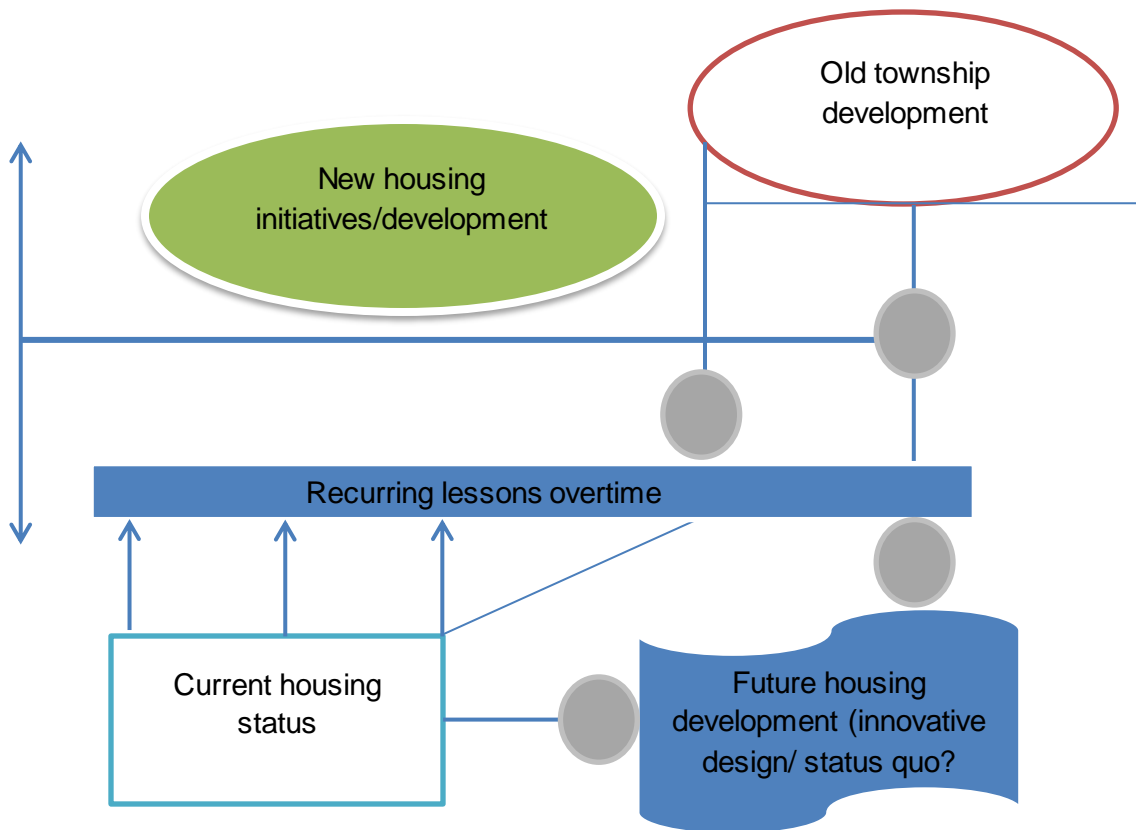 Old township
development
New housing
initiatives/development
Recurring lessons overtime
Current housing
status
Future housing
development (innovative
design/ status quo?